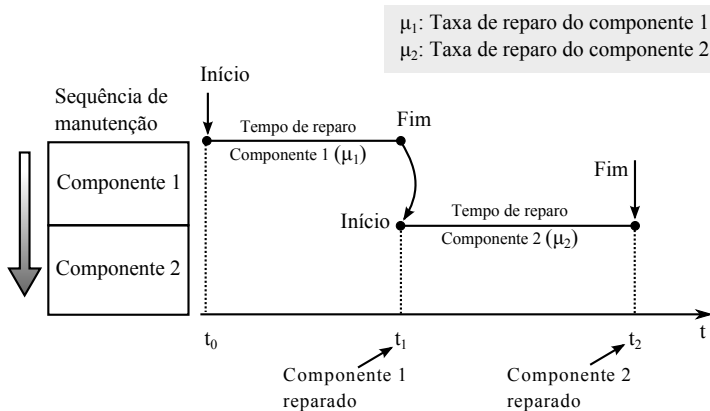 μ1: Taxa de reparo do componente 1
μ2: Taxa de reparo do componente 2
Início
Sequência de
manutenção
Tempo de reparo
Fim
Componente 1 (μ1)
Componente 1
Fim
Início
Tempo de reparo
Componente 2 (μ2)
Componente 2
t0
t1
t2
t
Componente 1
reparado
Componente 2
reparado